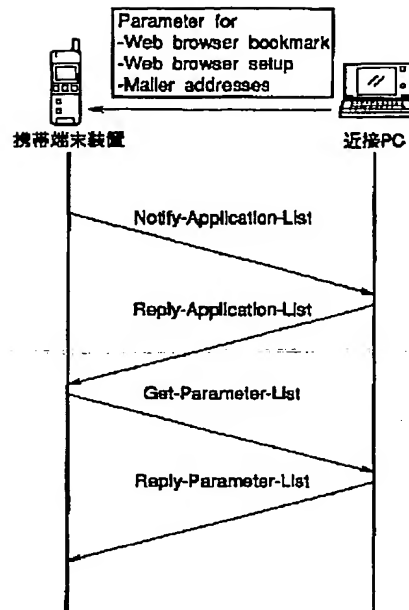 Parameter for
-Web browser bookmark
-Web browser setup
-Mailer addresses
携帯端末装置
近接PC
Notify-Application-List
Reply-Application-List
Get-Parameter-List
Reply-Parameter-List